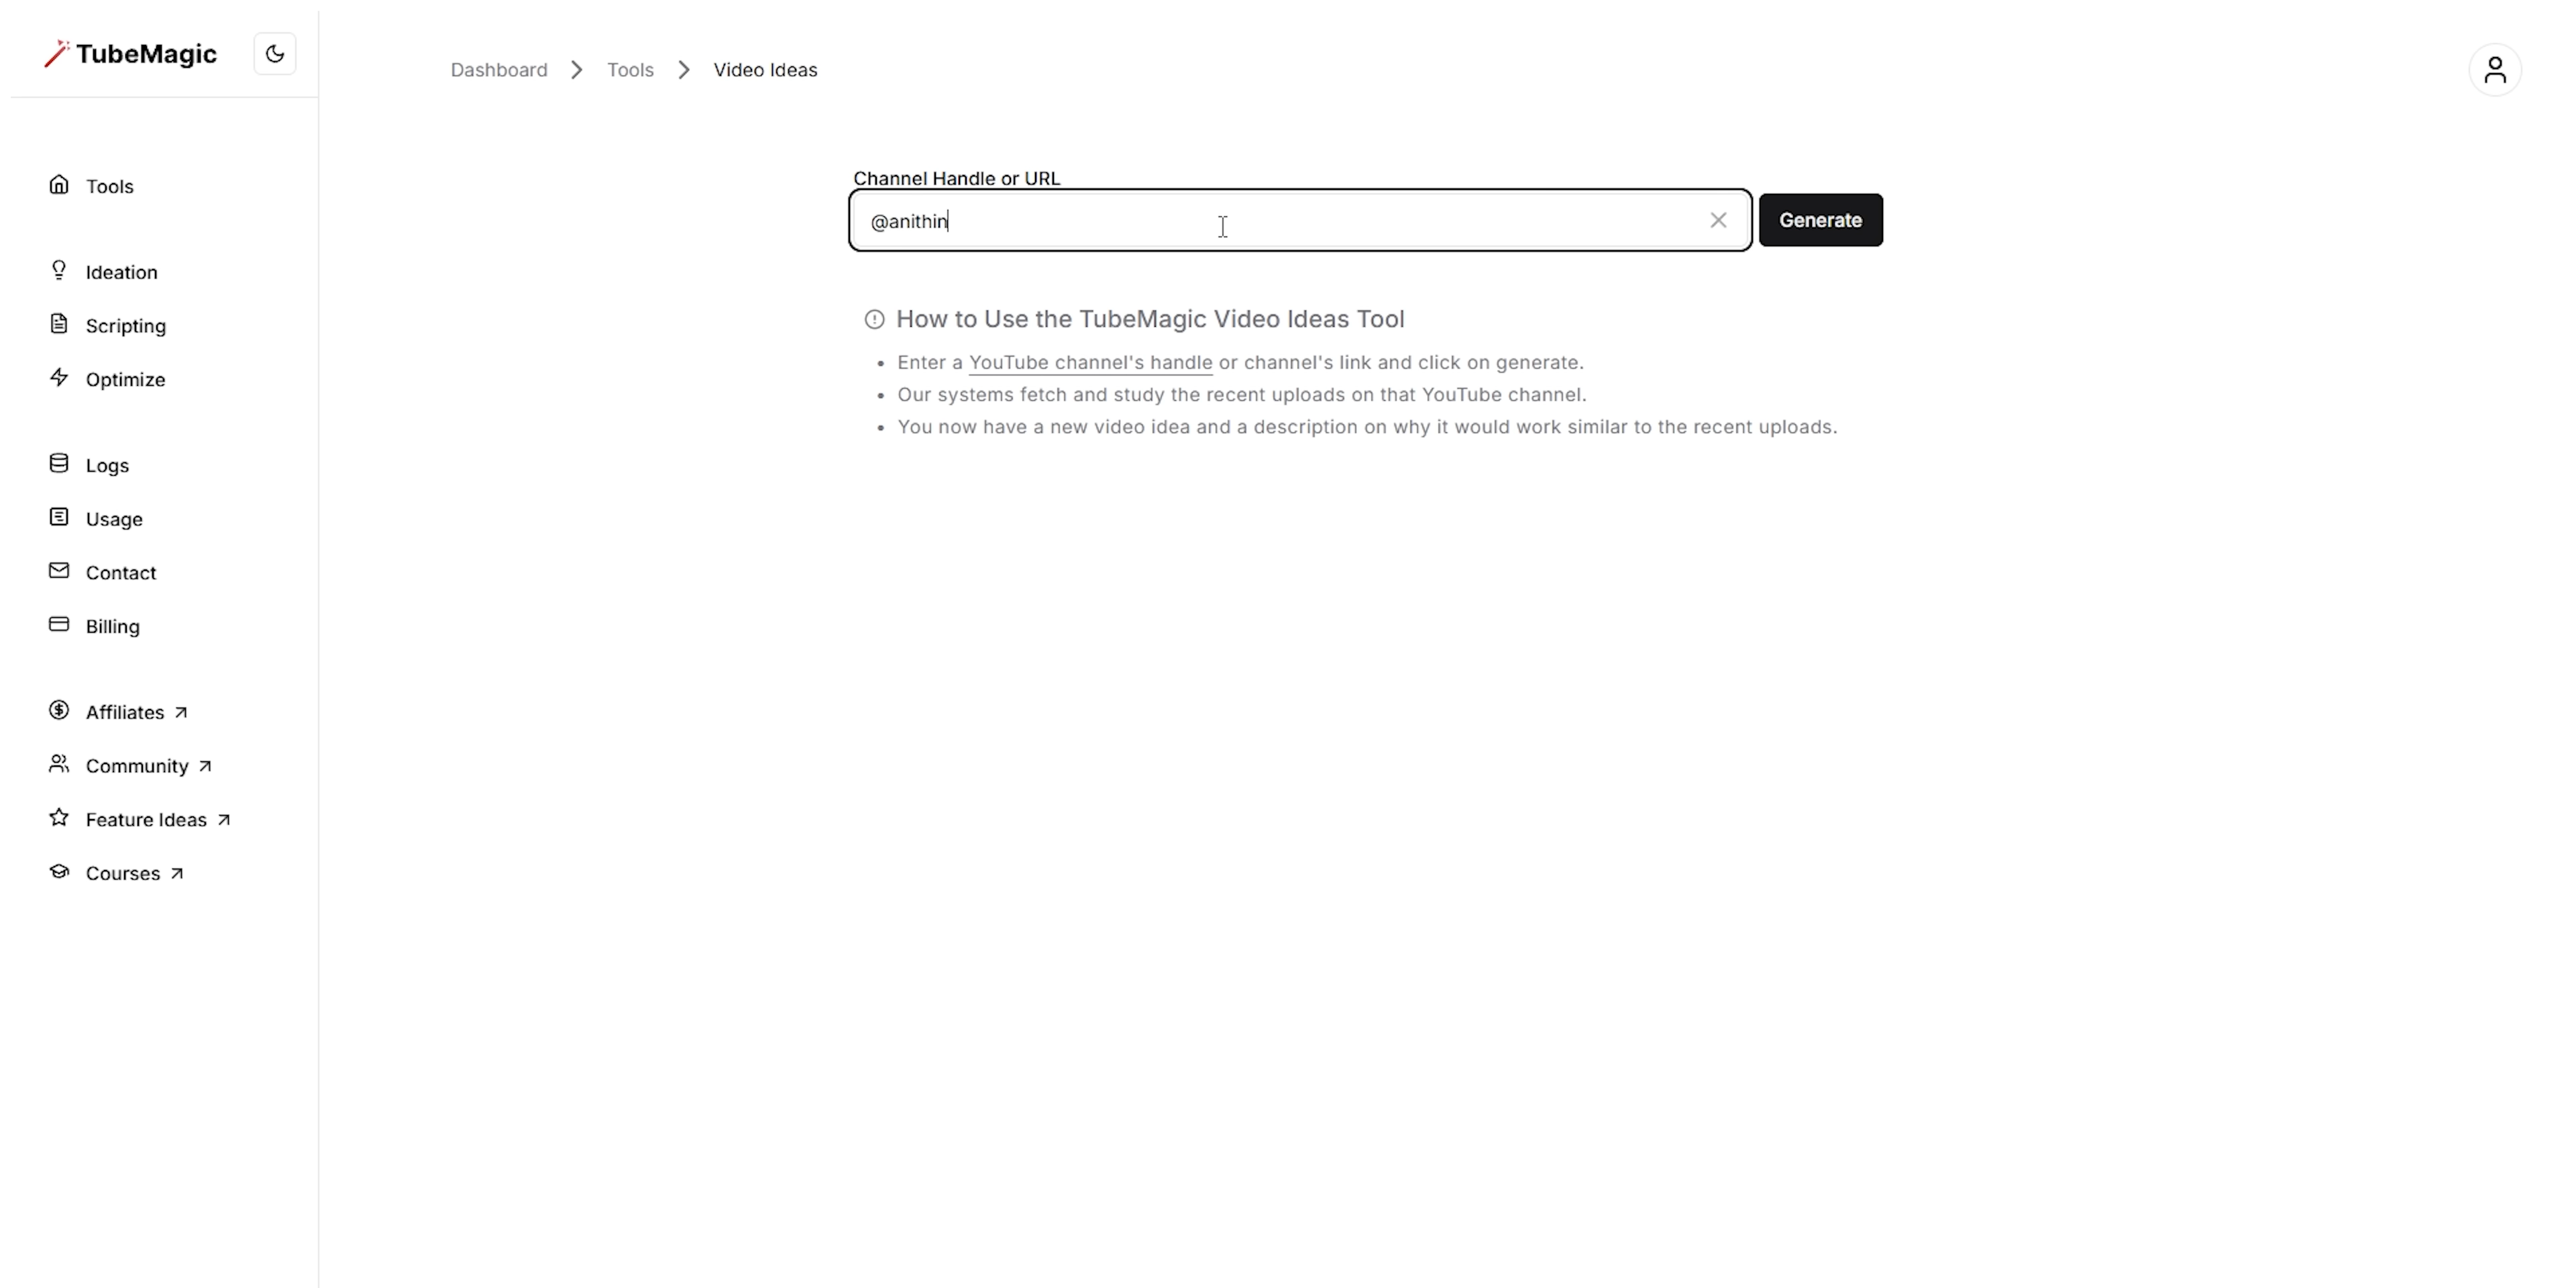 TubeMagic
Dashboard Tools Video Ideas
Tools
Ideation
Scripting
Optimize
Logs
Usage
Contact
Billing
Affiliates
Community
Feature Ideas
Courses
Channel Handle or URL
@anithin
Generate
How to Use the TubeMagic Video Ideas Tool
• Enter a YouTube channel's handle or channel's link and click on generate.
• Our systems fetch and study the recent uploads on that YouTube channel.
• You now have a new video idea and a description on why it would work similar to the recent uploads.